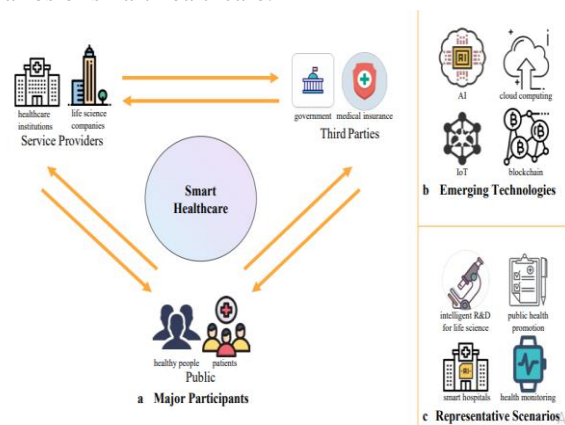 healthcare
institutions
life science
companies
Service Providers
government
medical insurance
Third Parties
Smart
Healthcare
healthy people
patients
Public
a Major Participants
AI
cloud computing
IoT
blockchain
b Emerging Technologies
intelligent R&D
for life science
public health
promotion
smart hospitals
health monitoring
c Representative Scenarios